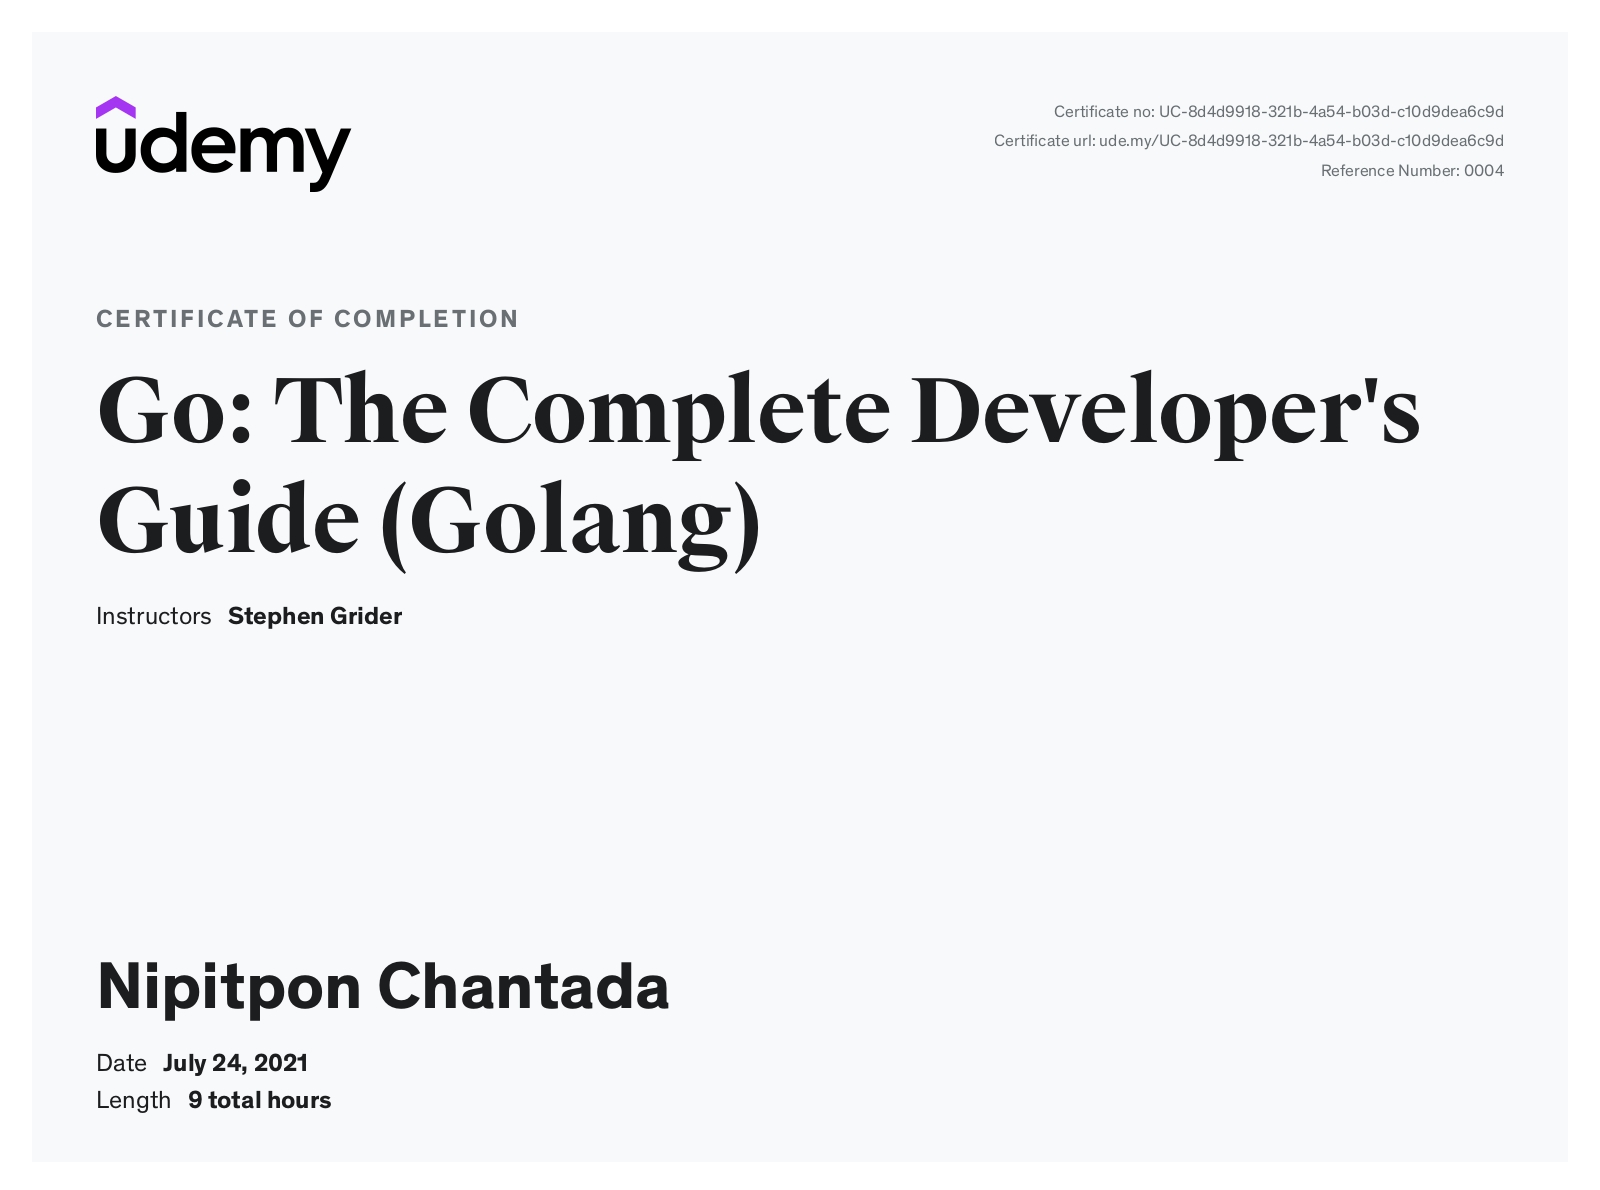 udemy
Certificate no: UC-8d4d9918-321b-4a54-b03d-c10d9dea6c9d
Certificate url: ude.my/UC-8d4d9918-321b-4a54-b03d-c10d9dea6c9d
Reference Number: 0004
CERTIFICATE OF COMPLETION
Go: The Complete Developer's
Guide (Golang)
Instructors Stephen Grider
Nipitpon Chantada
Date July 24, 2021
Length 9 total hours